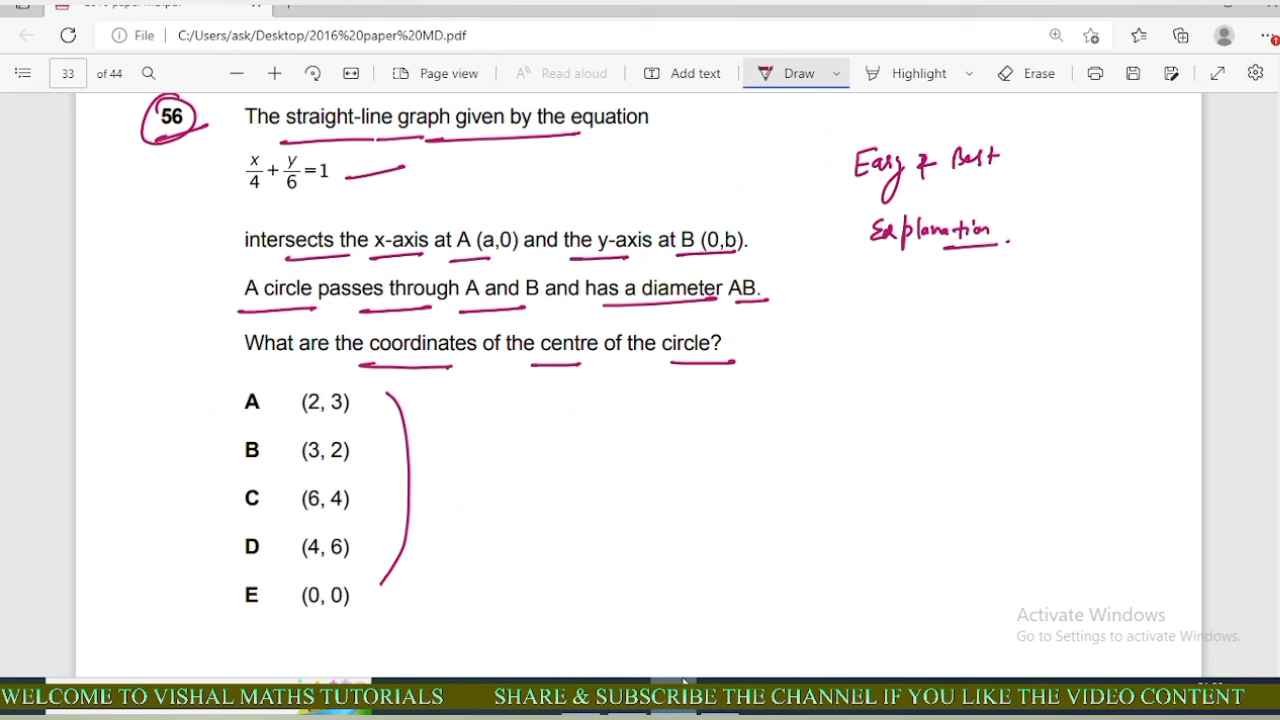 File C:/Users/ask/Desktop/2016%20paper%20MD.pdf
33 of 44 Page view Read aloud Add text Draw Highlight Erase
56 The straight-line graph given by the equation
x/4 + y/6 = 1
Easy & Best
Explanation.
intersects the x-axis at A (a,0) and the y-axis at B (0,b).
A circle passes through A and B and has a diameter AB.
What are the coordinates of the centre of the circle?
A (2, 3)
B (3, 2)
C (6, 4)
D (4, 6)
E (0, 0)
Activate Windows
Go to Settings to activate Windows.
WELCOME TO VISHAL MATHS TUTORIALS SHARE & SUBSCRIBE THE CHANNEL IF YOU LIKE THE VIDEO CONTENT